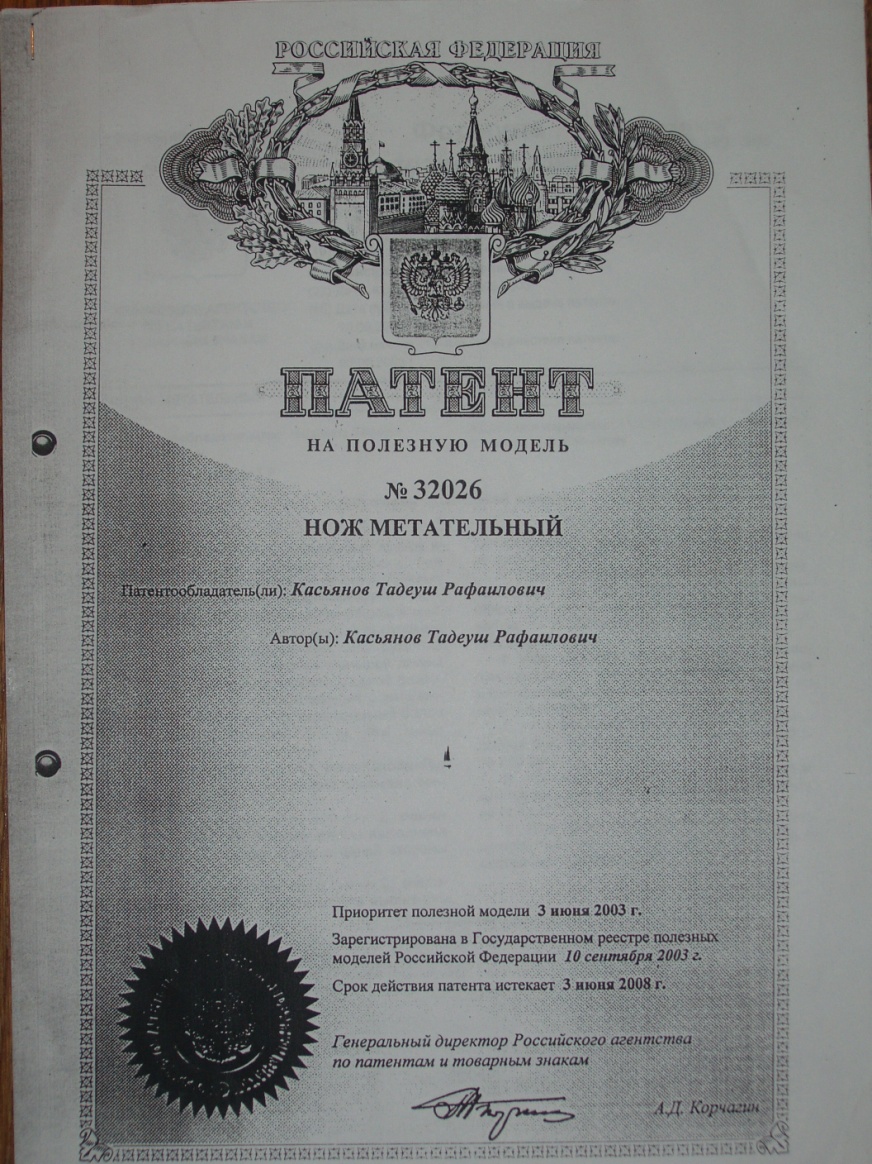 РОССИЙСКАЯ ФЕДЕРАЦИЯ
ПАТЕНТ
НА ПОЛЕЗНУЮ МОДЕЛЬ
№ 32026
НОЖ МЕТАТЕЛЬНЫЙ
Патентообладатель(ли): Касьянов Тадеуш Рафаилович
Автор(ы): Касьянов Тадеуш Рафаилович
Приоритет полезной модели 3 июня 2003 г.
Зарегистрирована в Государственном реестре полезных
моделей Российской Федерации 10 сентября 2003 г.
Срок действия патента истекает 3 июня 2008 г.
Генеральный директор Российского агентства
по патентам и товарным знакам
А.Д. Корчагин